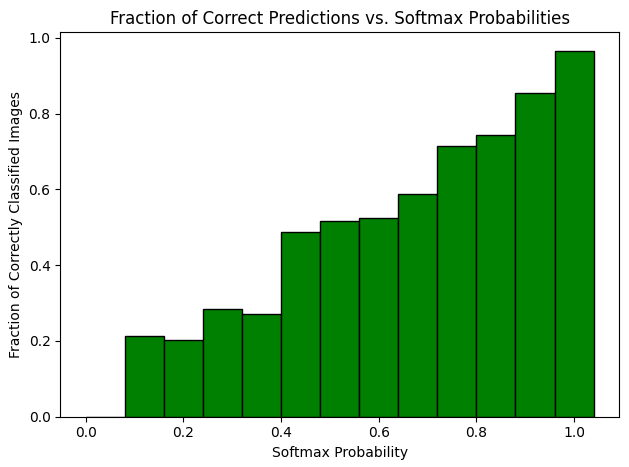 Fraction of Correct Predictions vs. Softmax Probabilities
Fraction of Correctly Classified Images
1.0
0.8
0.6
0.4
0.2
0.0
0.0 0.2 0.4 0.6 0.8 1.0
Softmax Probability